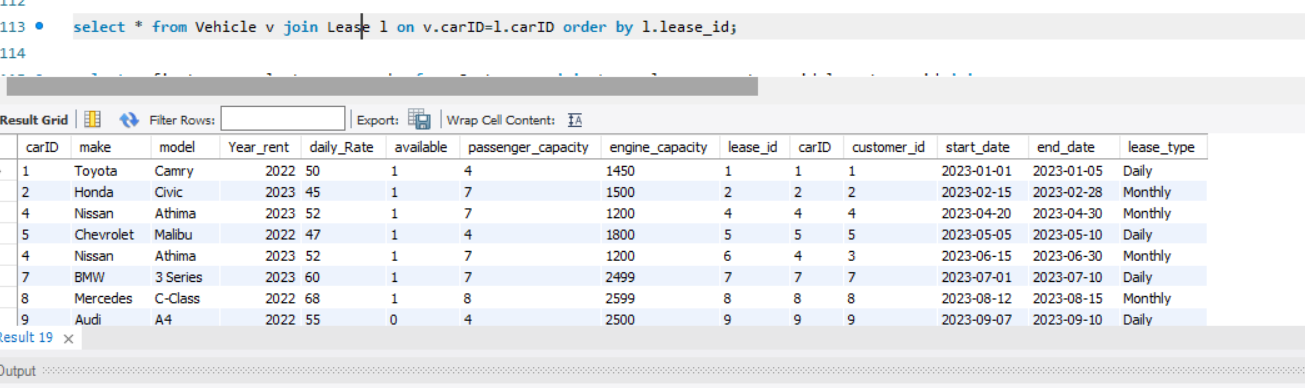 112
113 select * from Vehicle v join Lease l on v.carID=l.carID order by l.lease_id;
114
Result Grid Filter Rows: Export: Wrap Cell Content: IA
carID make model Year_rent daily_Rate available passenger_capacity engine_capacity lease_id carID customer_id start_date end_date lease_type
1 Toyota Camry 2022 50 1 4 1450 1 1 1 2023-01-01 2023-01-05 Daily
2 Honda Civic 2023 45 1 7 1500 2 2 2 2023-02-15 2023-02-28 Monthly
4 Nissan Athima 2023 52 1 7 1200 4 4 4 2023-04-20 2023-04-30 Monthly
5 Chevrolet Malibu 2022 47 1 4 1800 5 5 5 2023-05-05 2023-05-10 Daily
4 Nissan Athima 2023 52 1 7 1200 6 4 3 2023-06-15 2023-06-30 Monthly
7 BMW 3 Series 2023 60 1 7 2499 7 7 7 2023-07-01 2023-07-10 Daily
8 Mercedes C-Class 2022 68 1 8 2599 8 8 8 2023-08-12 2023-08-15 Monthly
9 Audi A4 2022 55 0 4 2500 9 9 9 2023-09-07 2023-09-10 Daily
Result 19
Output